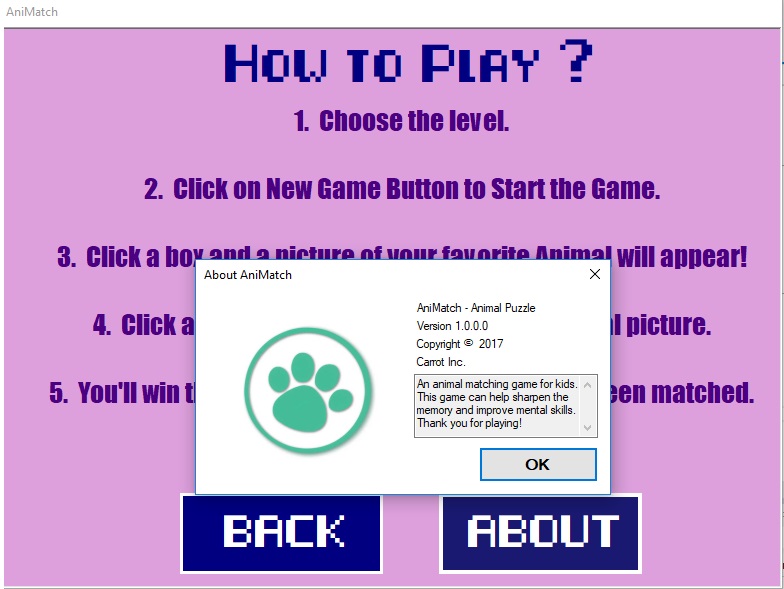 AniMatch
How to Play ?
1. Choose the level.
2. Click on New Game Button to Start the Game.
3. Click a box and a picture of your favorite Animal will appear!
4. Click a
picture.
5. You'll win
matched.
About AniMatch
AniMatch - Animal Puzzle
Version 1.0.0.0
Copyright © 2017
Carrot Inc.
An animal matching game for kids.
This game can help sharpen the
memory and improve mental skills.
Thank you for playing!
OK
BACK
ABOUT